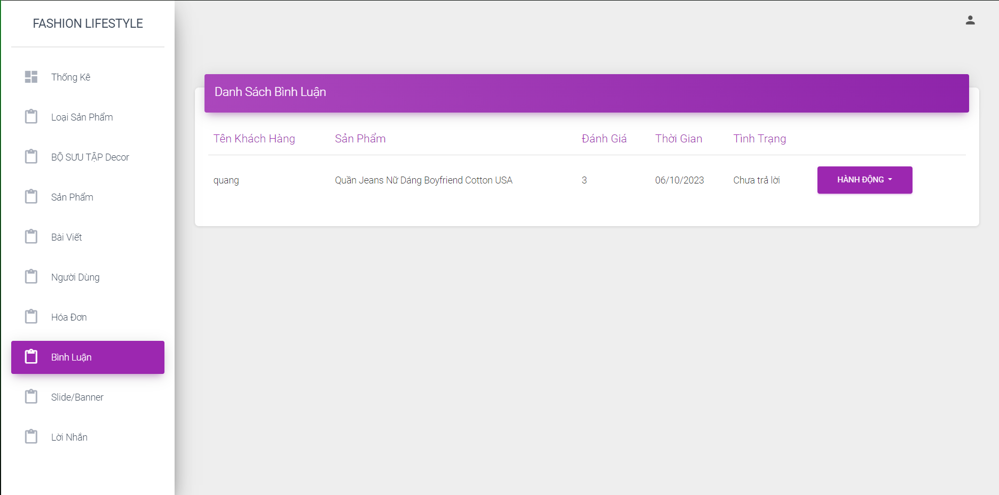 FASHION LIFESTYLE
Thống Kê
Loại Sản Phẩm
BỘ SƯU TẬP Decor
Sản Phẩm
Bài Viết
Người Dùng
Hóa Đơn
Bình Luận
Slide/Banner
Lời Nhắn
Danh Sách Bình Luận
Tên Khách Hàng Sản Phẩm Đánh Giá Thời Gian Tình Trạng
quang Quần Jeans Nữ Dáng Boyfriend Cotton USA 3 06/10/2023 Chưa trả lời HÀNH ĐỘNG